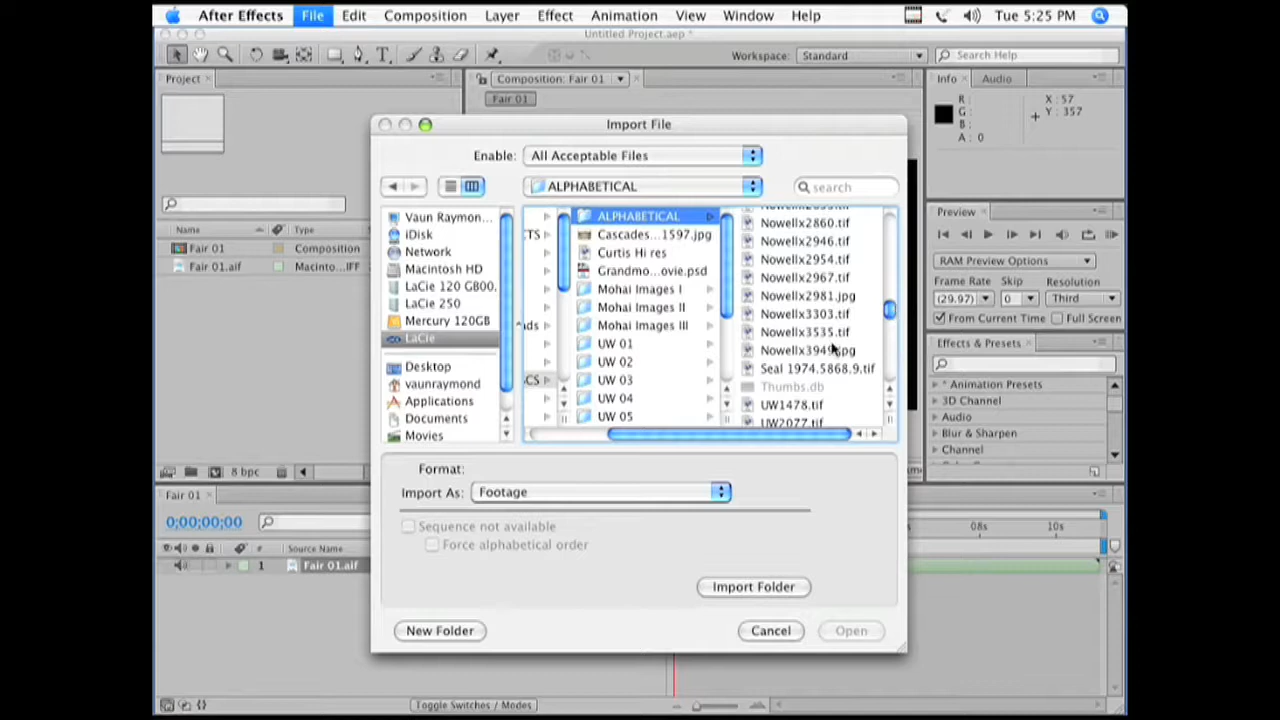 After Effects File Edit Composition Layer Effect Animation View Window Help Tue 5:25 PM
Untitled Project.aep *
Workspace: Standard Search Help
Project × Composition: Fair 01 Info × Audio
Fair 01
R: X: 57
G: Y: 357
B:
A: 0
Import File
Enable: All Acceptable Files
ALPHABETICAL search
Name Type
Fair 01 Composition
Fair 01.aif Macinto...IFF
Vaun Raymon...
iDisk
Network
Macintosh HD
LaCie 120 GB00.
LaCie 250
Mercury 120GB
LaCie
Desktop
vaunraymond
Applications
Documents
Movies
ALPHABETICAL
Cascades...1597.jpg
Curtis Hi res
Grandmo...ovie.psd
Mohai Images I
Mohai Images II
Mohai Images III
UW 01
UW 02
UW 03
UW 04
UW 05
Nowellx2860.tif
Nowellx2946.tif
Nowellx2954.tif
Nowellx2967.tif
Nowellx2981.jpg
Nowellx3303.tif
Nowellx3535.tif
Nowellx3949.jpg
Seal 1974.5868.9.tif
Thumbs.db
UW1478.tif
UW2077.tif
Preview ×
RAM Preview Options
Frame Rate Skip Resolution
(29.97) 0 Third
From Current Time Full Screen
Effects & Presets ×
* Animation Presets
3D Channel
Audio
Blur & Sharpen
Channel
8 bpc
Format:
Import As: Footage
Sequence not available
Force alphabetical order
Import Folder
New Folder Cancel Open
Fair 01 ×
0;00;00;00
08s 10s
# Source Name
1 Fair 01.aif
Toggle Switches / Modes